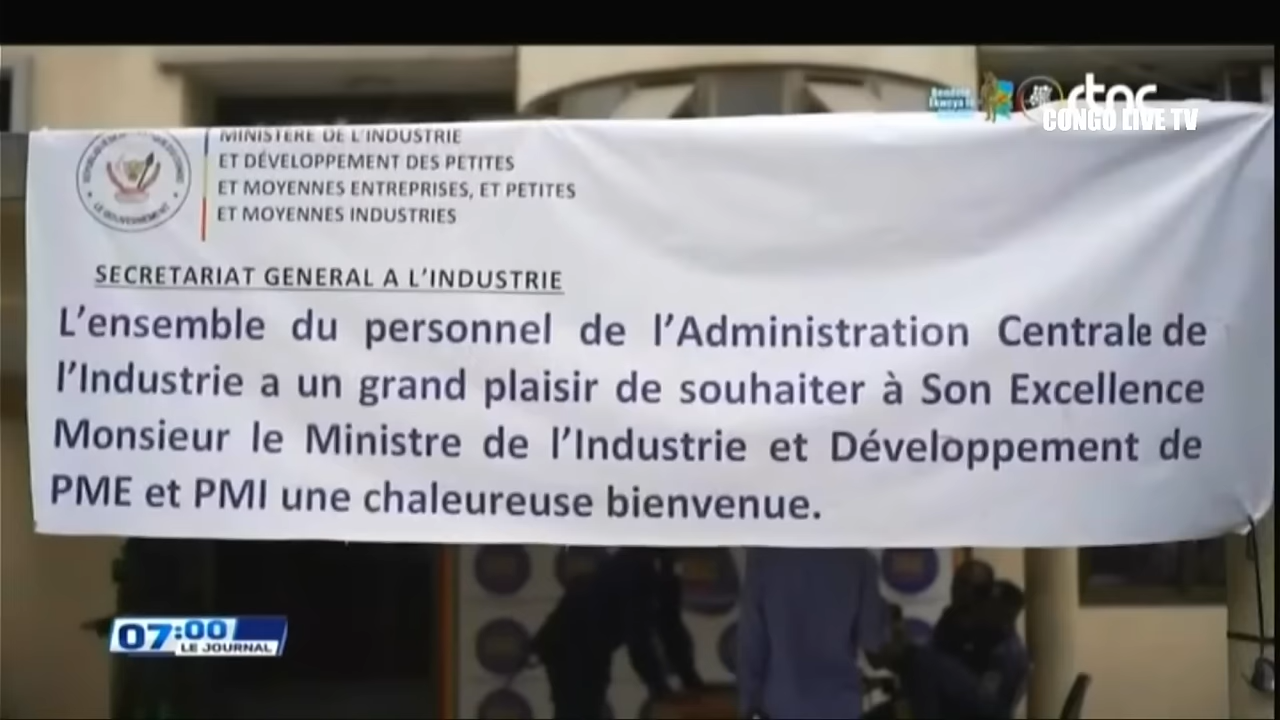 rtnc
CONGO LIVE TV
MINISTERE DE L'INDUSTRIE
ET DÉVELOPPEMENT DES PETITES
ET MOYENNES ENTREPRISES, ET PETITES
ET MOYENNES INDUSTRIES
LE GOUVERNEMENT
SECRETARIAT GENERAL A L'INDUSTRIE
L'ensemble du personnel de l'Administration Centrale de
l'Industrie a un grand plaisir de souhaiter à Son Excellence
Monsieur le Ministre de l'Industrie et Développement de
PME et PMI une chaleureuse bienvenue.
07:00
LE JOURNAL